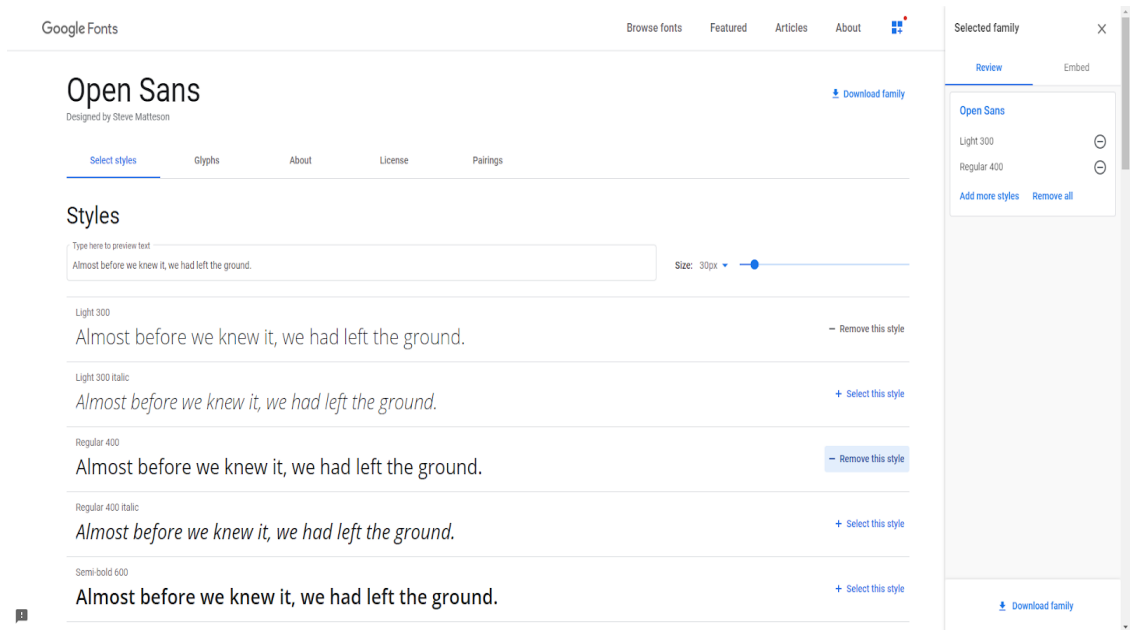 Google Fonts
Browse fonts
Featured
Articles
About
Open Sans
Designed by Steve Matteson
Download family
Select styles
Glyphs
About
License
Pairings
Styles
Type here to preview text
Almost before we knew it, we had left the ground.
Size: 30px
Light 300
Almost before we knew it, we had left the ground.
− Remove this style
Light 300 italic
Almost before we knew it, we had left the ground.
+ Select this style
Regular 400
Almost before we knew it, we had left the ground.
− Remove this style
Regular 400 italic
Almost before we knew it, we had left the ground.
+ Select this style
Semi-bold 600
Almost before we knew it, we had left the ground.
+ Select this style
Selected family
Review
Embed
Open Sans
Light 300
Regular 400
Add more styles
Remove all
Download family